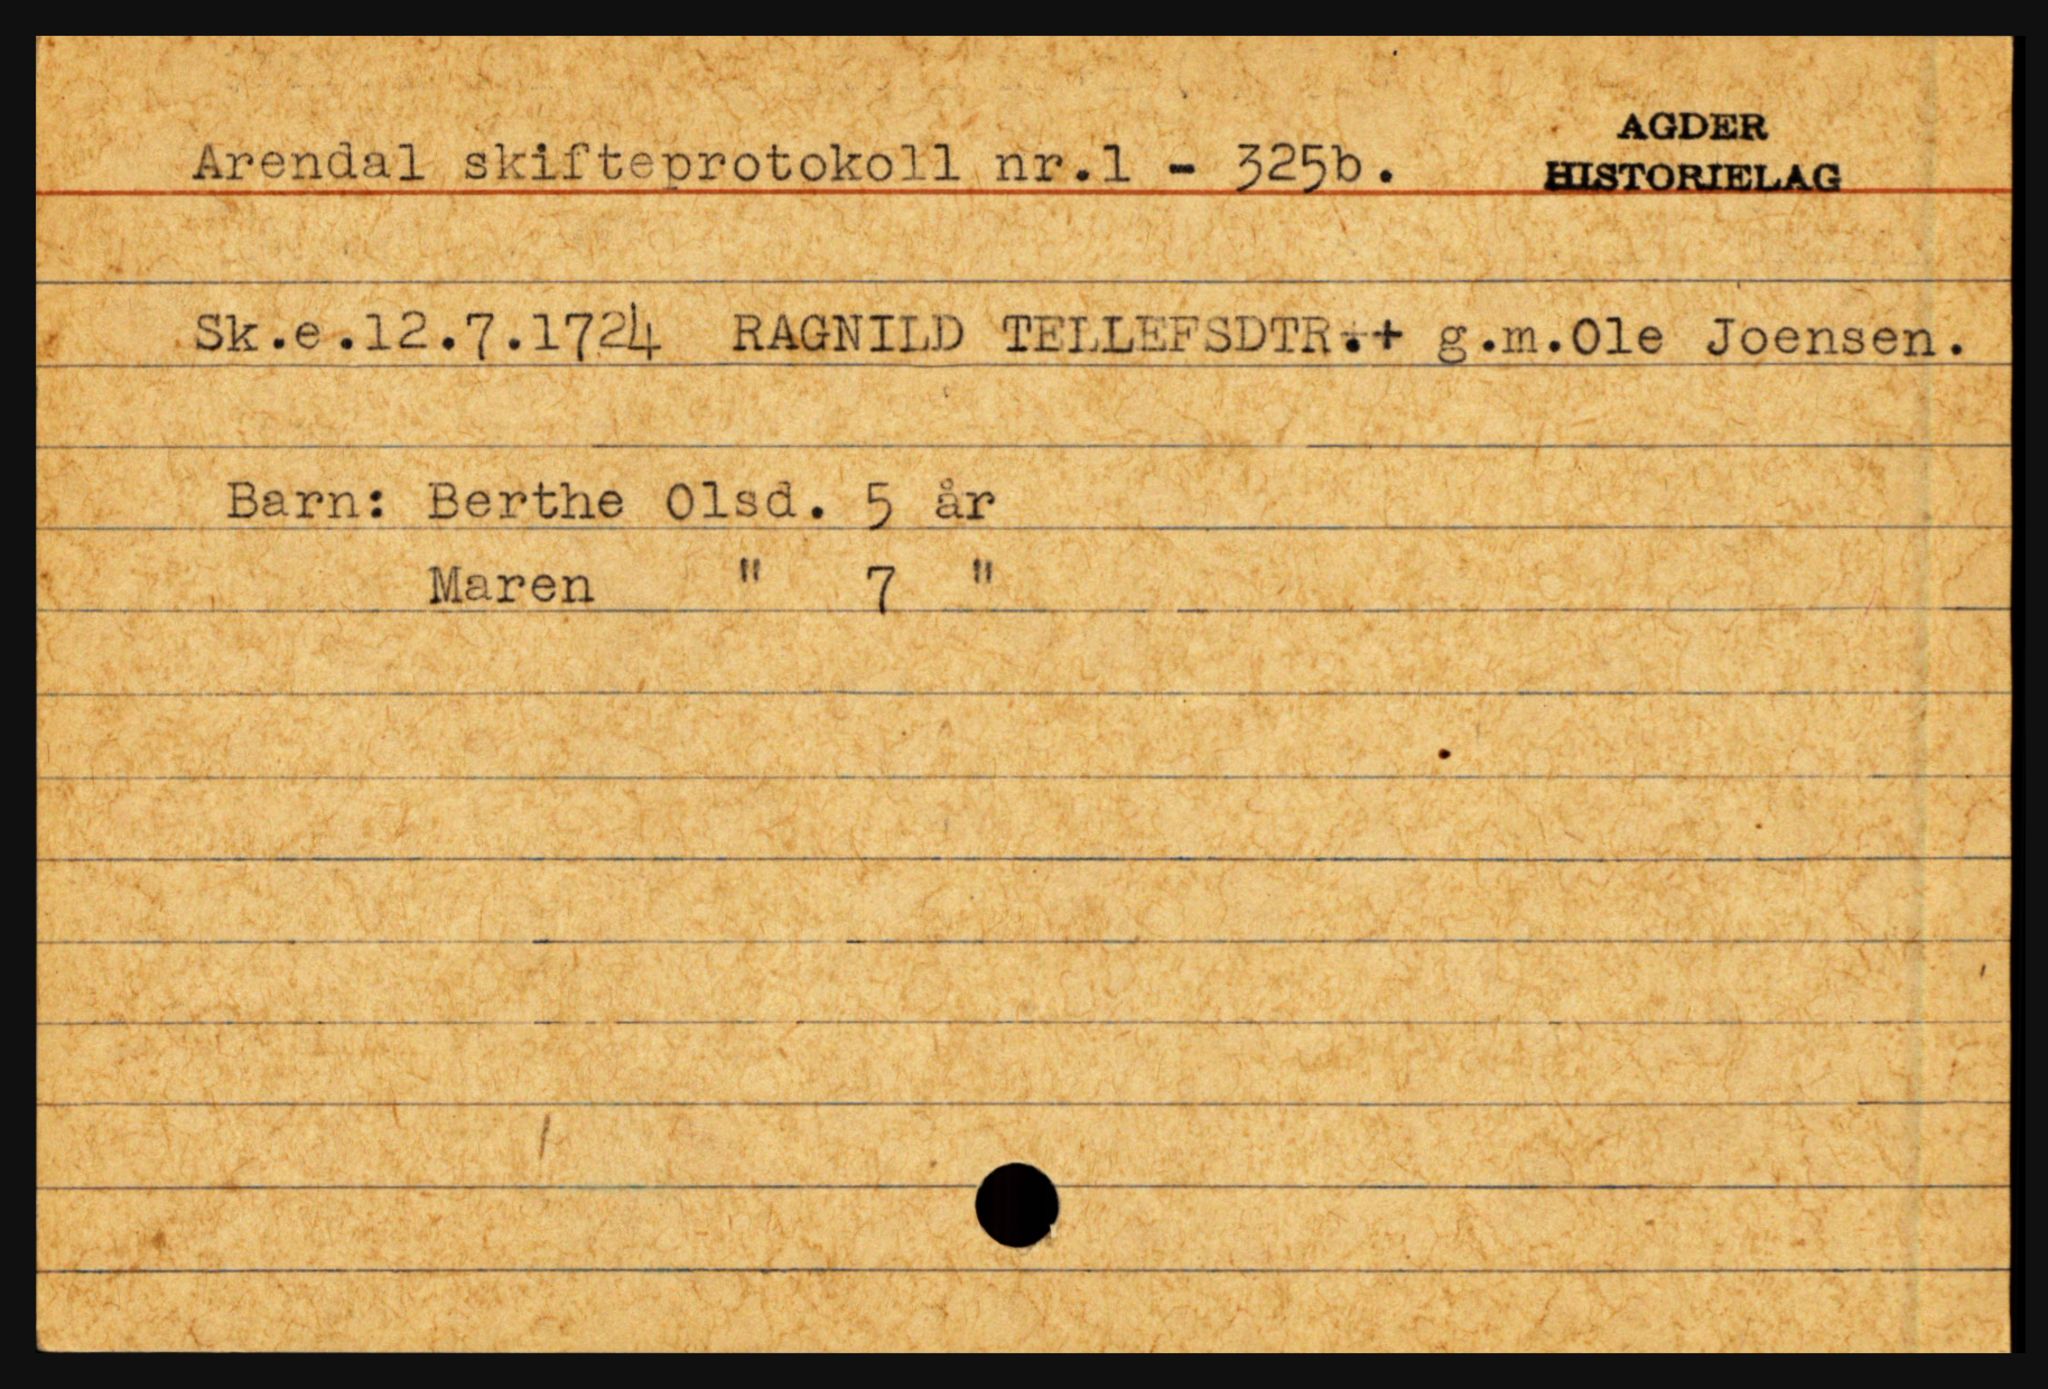 AGDER
Arendal skifteprotokoll nr.1 - 325b. HISTORIELAG
Sk.e.12.7.1724 RAGNILD TELLEFSDTR.+ g.m.Ole Joensen.
Barn: Berthe Olsd. 5 år
Maren " 7 "